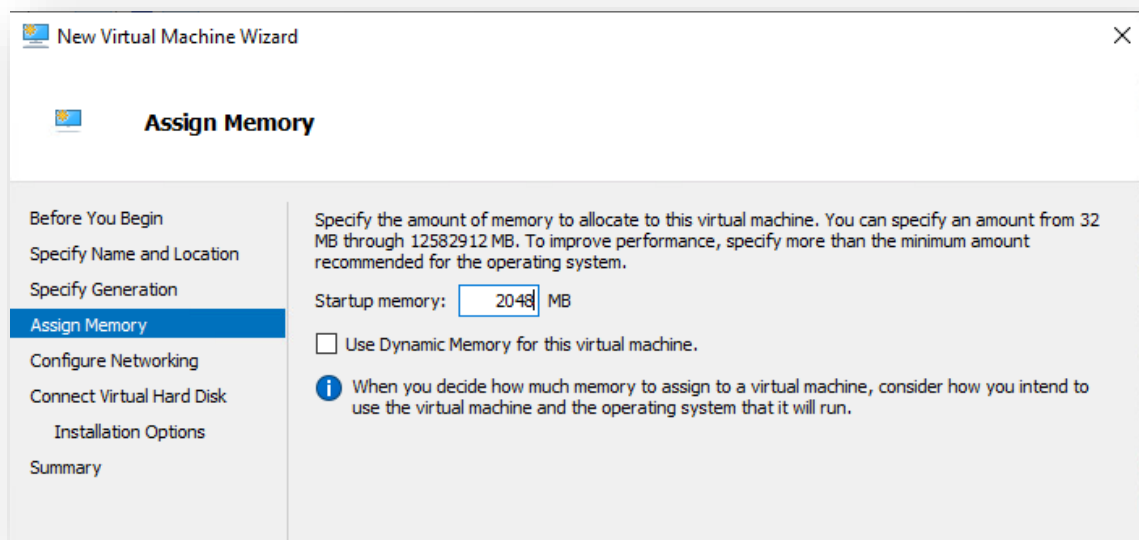 New Virtual Machine Wizard
Assign Memory
Before You Begin
Specify Name and Location
Specify Generation
Assign Memory
Configure Networking
Connect Virtual Hard Disk
Installation Options
Summary
Specify the amount of memory to allocate to this virtual machine. You can specify an amount from 32
MB through 12582912 MB. To improve performance, specify more than the minimum amount
recommended for the operating system.
Startup memory: 2048 MB
Use Dynamic Memory for this virtual machine.
When you decide how much memory to assign to a virtual machine, consider how you intend to
use the virtual machine and the operating system that it will run.